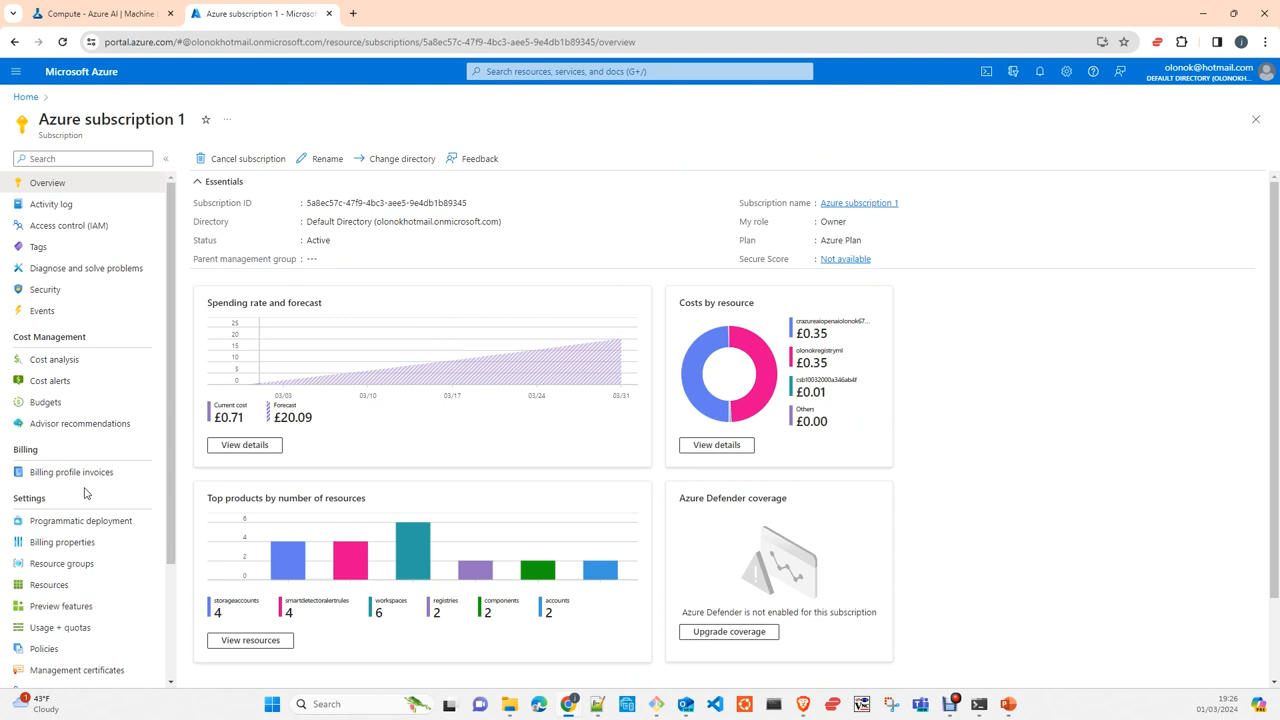 Compute - Azure AI | Machine L
Azure subscription 1 - Microsof
portal.azure.com/#@olonokhotmail.onmicrosoft.com/resource/subscriptions/5a8ec57c-47f9-4bc3-aee5-9e4db1b89345/overview
Microsoft Azure
Search resources, services, and docs (G+/)
olonok@hotmail.com
DEFAULT DIRECTORY (OLONOKH...
Home
Azure subscription 1
Subscription
Search
Cancel subscription
Rename
Change directory
Feedback
Overview
Activity log
Access control (IAM)
Tags
Diagnose and solve problems
Security
Events
Cost Management
Cost analysis
Cost alerts
Budgets
Advisor recommendations
Billing
Billing profile invoices
Settings
Programmatic deployment
Billing properties
Resource groups
Resources
Preview features
Usage + quotas
Policies
Management certificates
Essentials
Subscription ID : 5a8ec57c-47f9-4bc3-aee5-9e4db1b89345
Directory : Default Directory (olonokhotmail.onmicrosoft.com)
Status : Active
Parent management group : ---
Subscription name : Azure subscription 1
My role : Owner
Plan : Azure Plan
Secure Score : Not available
Spending rate and forecast
25
20
15
10
5
0
03/03 03/10 03/17 03/24 03/31
Current cost
£0.71
Forecast
£20.09
View details
Costs by resource
crazureaiopenaiolonok67...
£0.35
olonokregistryml
£0.35
csb10032000a346ab4f
£0.01
Others
£0.00
View details
Top products by number of resources
6
4
2
0
storageaccounts
4
smartdetectoralertrules
4
workspaces
6
registries
2
components
2
accounts
2
View resources
Azure Defender coverage
Azure Defender is not enabled for this subscription
Upgrade coverage
1
43°F
Cloudy
Search
19:26
01/03/2024